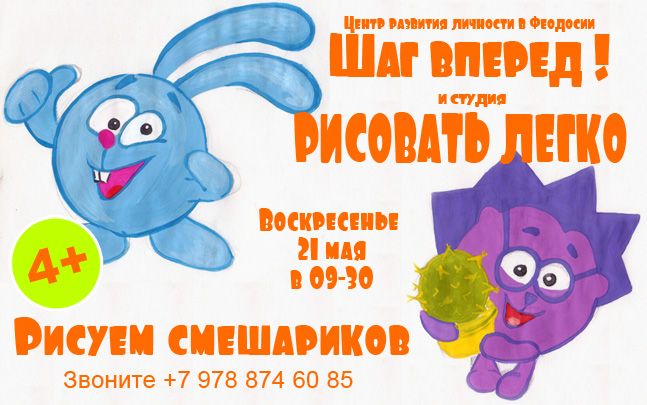 Центр развития личности в Феодосии
Шаг вперед !
и студия
РИСОВАТЬ ЛЕГКО
Воскресенье
21 мая
в 09-30
4+
Рисуем смешариков
Звоните +7 978 874 60 85